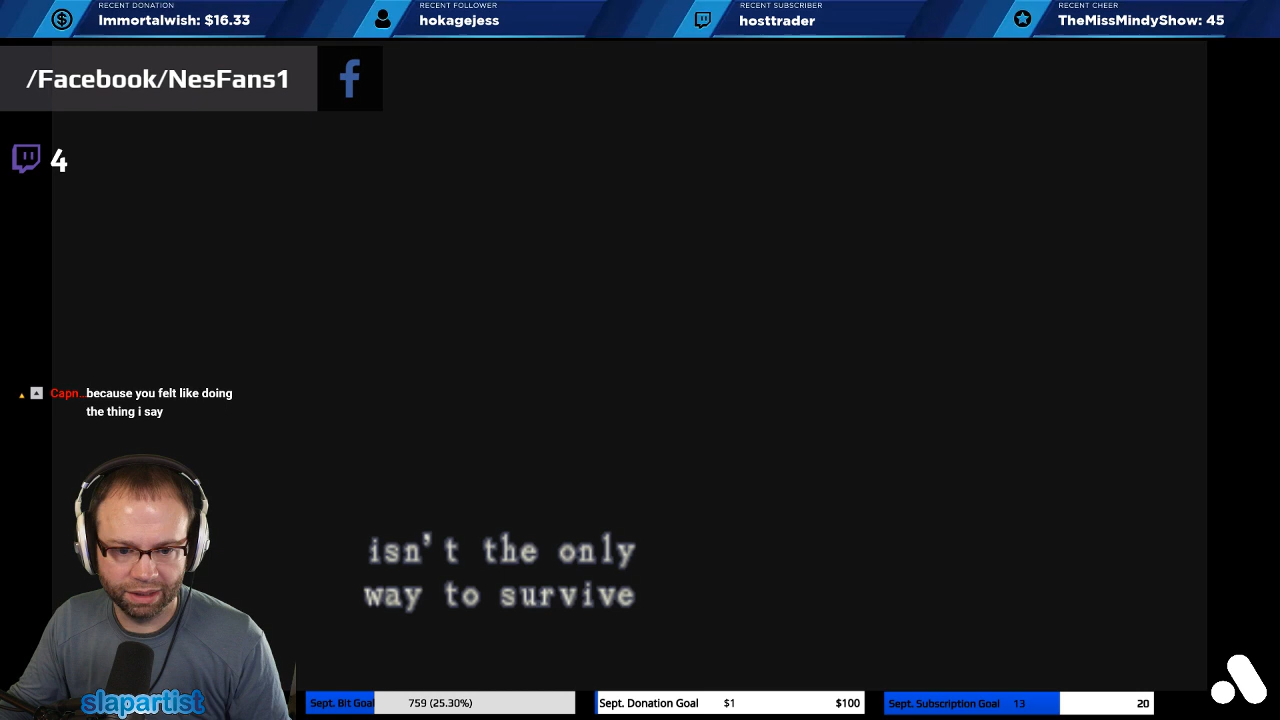 RECENT DONATION
Immortalwish: $16.33
RECENT FOLLOWER
hokagejess
RECENT SUBSCRIBER
hosttrader
RECENT CHEER
TheMissMindyShow: 45
/Facebook/NesFans1
4
Capn... because you felt like doing
the thing i say
isn't the only
way to survive
slapartist
Sept. Bit Goal 759 (25.30%)
Sept. Donation Goal $1 $100
Sept. Subscription Goal 13 20